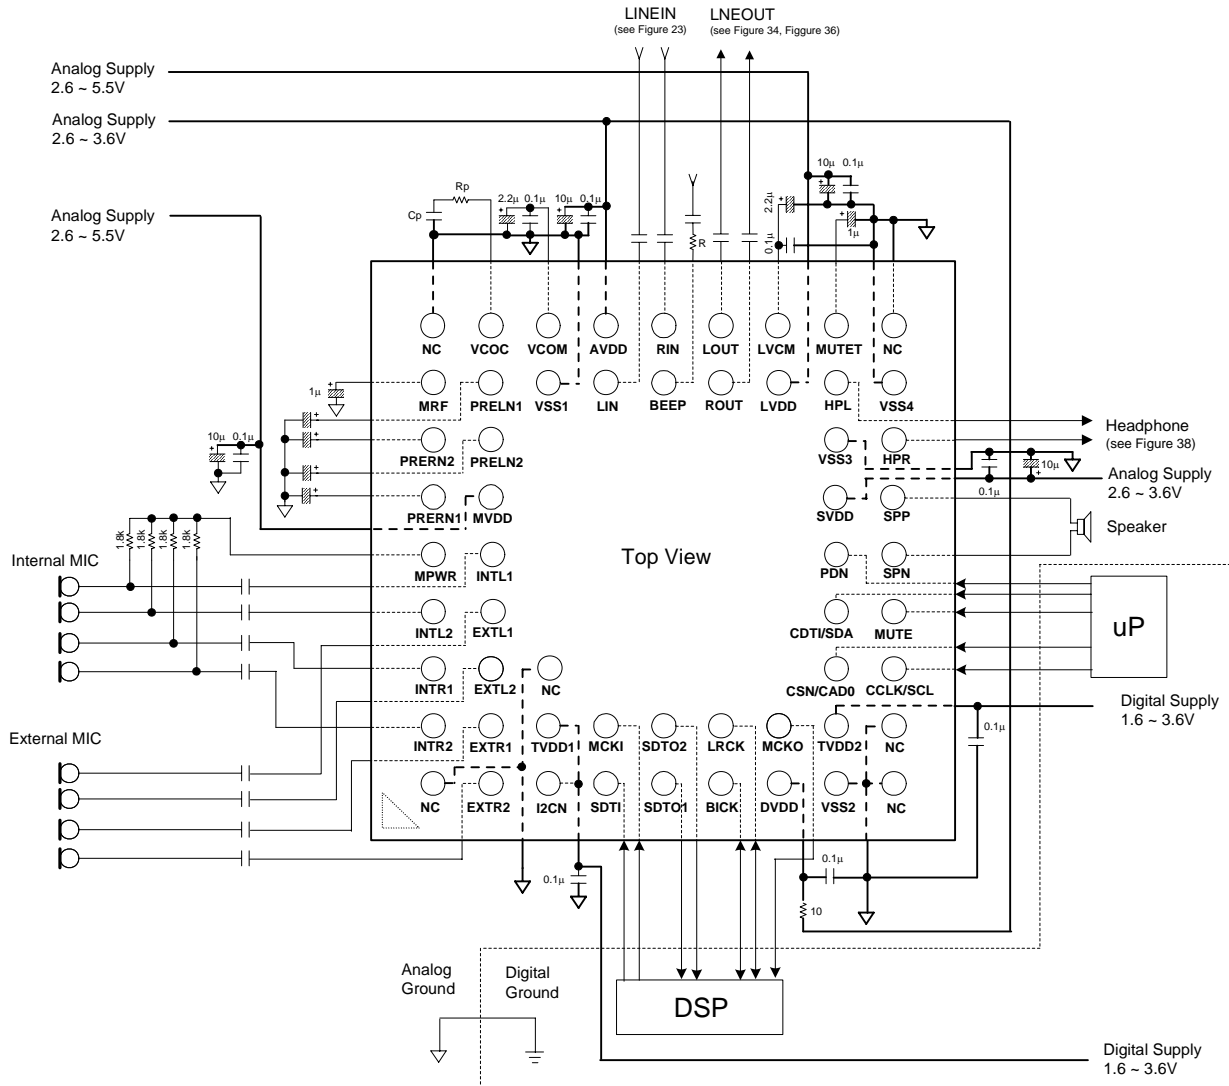 LINEIN
(see Figure 23)
LNEOUT
(see Figure 34, Figgure 36)
Analog Supply
2.6 ~ 5.5V
Analog Supply
2.6 ~ 3.6V
Analog Supply
2.6 ~ 5.5V
Rp
Cp
2.2µ
0.1µ
10µ
0.1µ
R
2.2µ
0.1µ
10µ
0.1µ
1µ
NC
VCOC
VCOM
AVDD
RIN
LOUT
LVCM
MUTET
NC
1µ
MRF
PRELN1
VSS1
LIN
BEEP
ROUT
LVDD
HPL
VSS4
10µ
0.1µ
PRERN2
PRELN2
VSS3
HPR
Headphone
(see Figure 38)
0.1µ
10µ
Analog Supply
2.6 ~ 3.6V
PRERN1
MVDD
SVDD
SPP
Speaker
1.8k
1.8k
1.8k
1.8k
Internal MIC
Top View
MPWR
INTL1
PDN
SPN
INTL2
EXTL1
CDTI/SDA
MUTE
uP
INTR1
EXTL2
NC
CSN/CAD0
CCLK/SCL
Digital Supply
1.6 ~ 3.6V
0.1µ
External MIC
INTR2
EXTR1
TVDD1
MCKI
SDTO2
LRCK
MCKO
TVDD2
NC
NC
EXTR2
I2CN
SDTI
SDTO1
BICK
DVDD
VSS2
NC
0.1µ
0.1µ
10
Analog
Ground
Digital
Ground
DSP
Digital Supply
1.6 ~ 3.6V